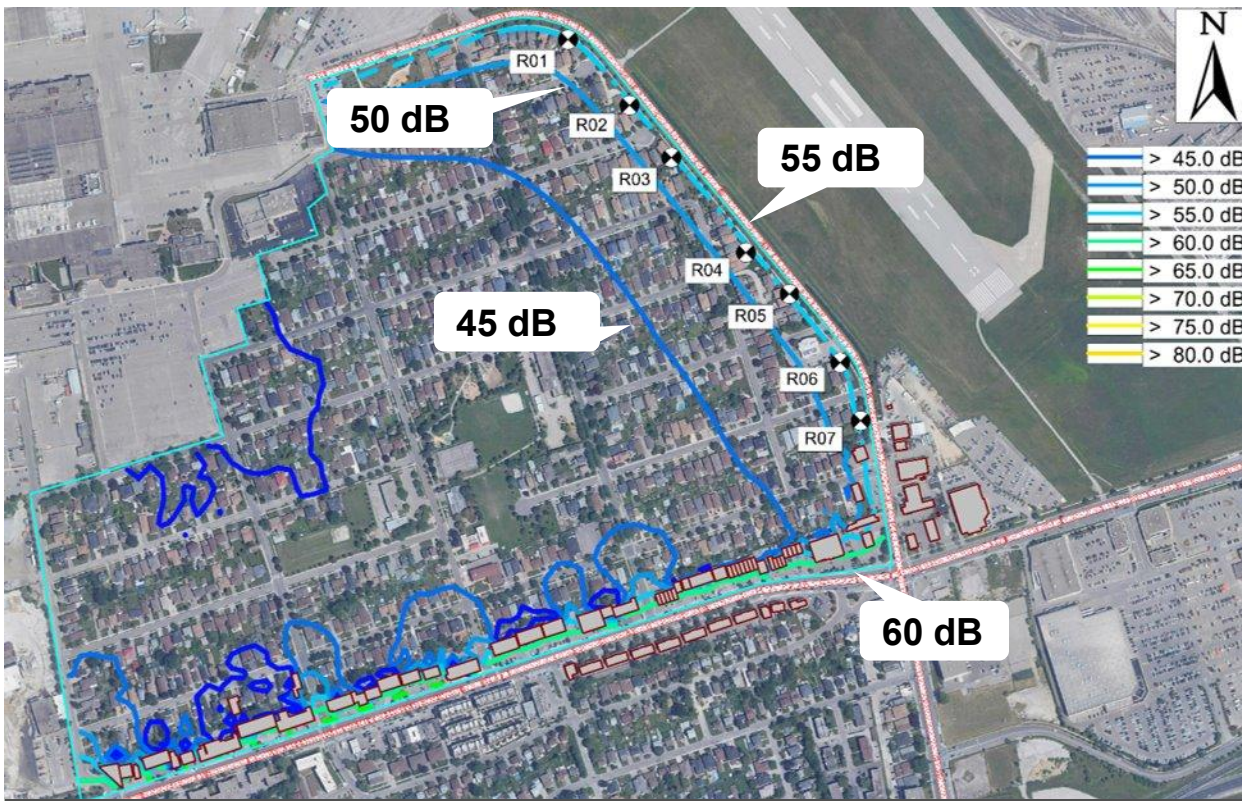 N
R01
50 dB
R02
55 dB
R03
> 45.0 dB
> 50.0 dB
> 55.0 dB
> 60.0 dB
> 65.0 dB
> 70.0 dB
> 75.0 dB
> 80.0 dB
R04
45 dB
R05
R06
R07
60 dB